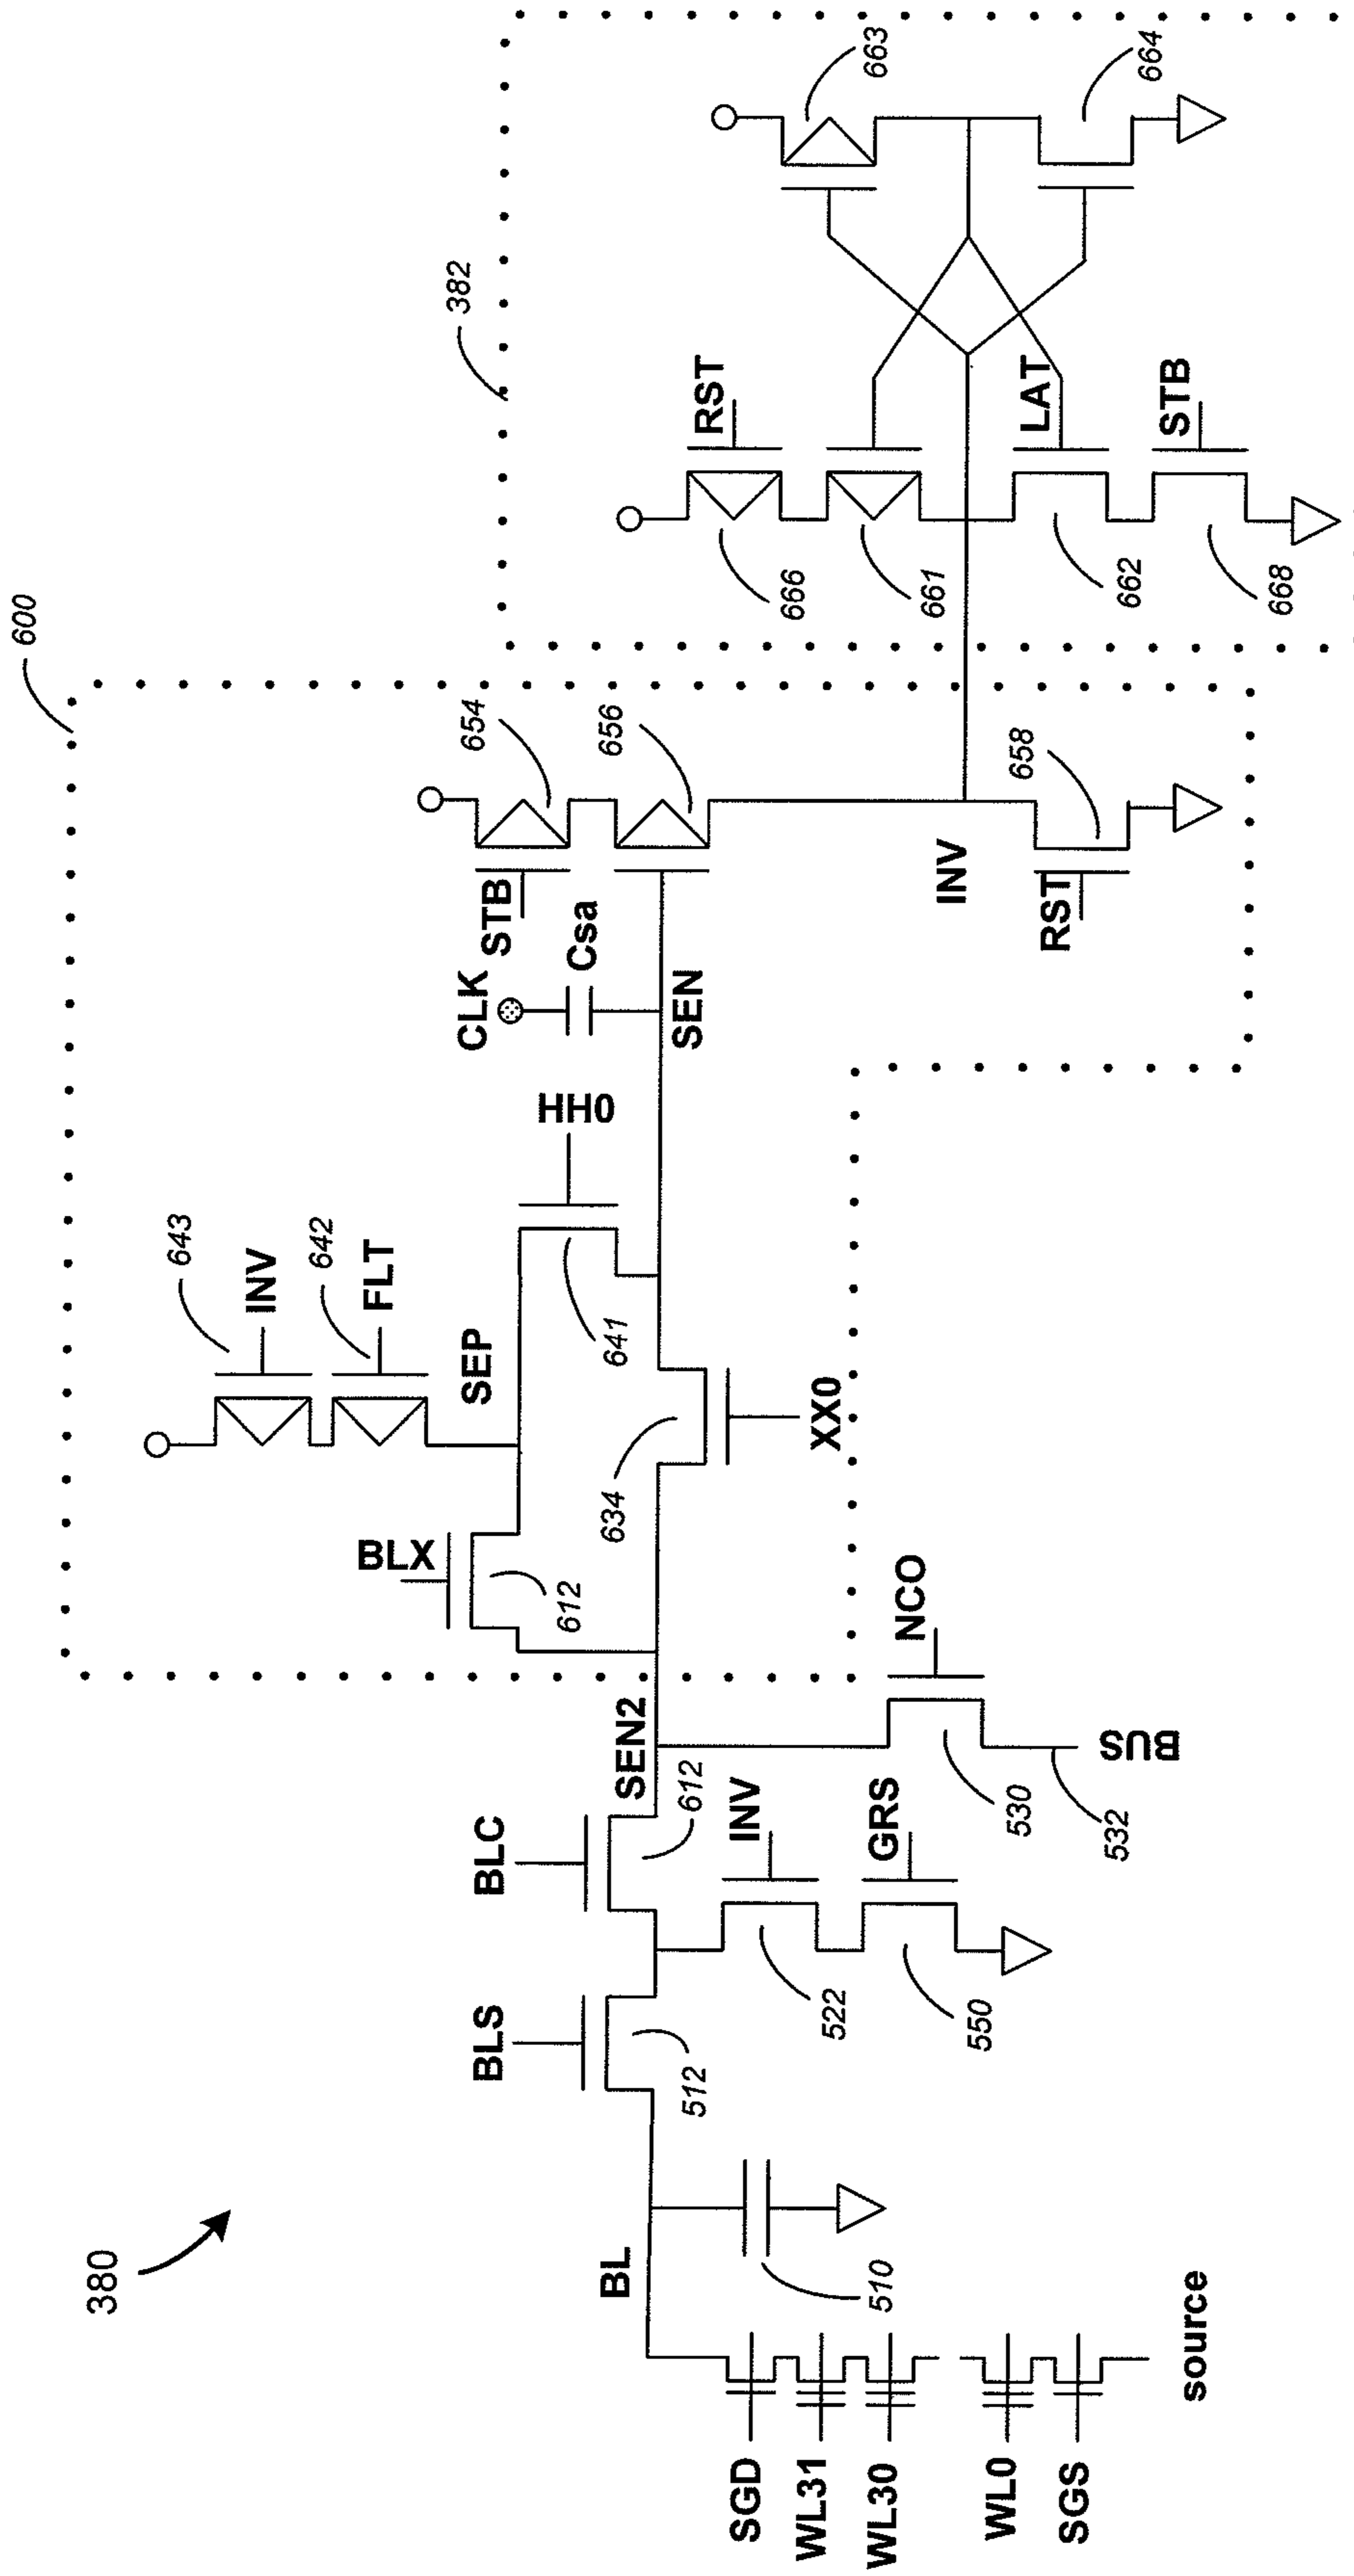 380
SGD
WL31
WL30
WL0
SGS
source
BL
510
BLS
512
BLC
612
INV
522
GRS
550
SEN2
NCO
530
532
BUS
600
BLX
612
643
INV
642
FLT
SEP
634
XX0
641
HH0
CLK
Csa
SEN
STB
654
656
INV
RST
658
382
RST
666
661
LAT
662
STB
668
663
664